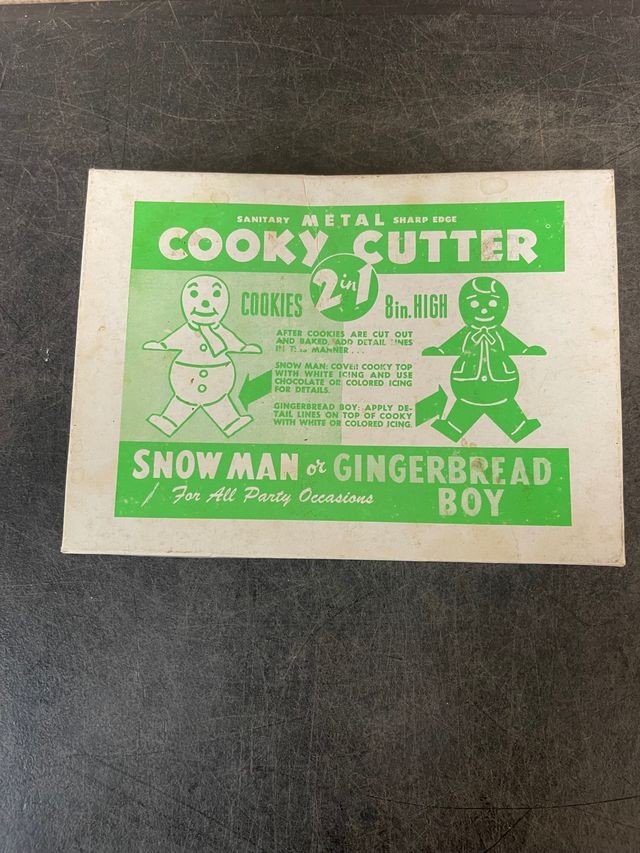 SANITARY METAL SHARP EDGE
COOKY CUTTER
2 in 1
COOKIES 8 in. HIGH
AFTER COOKIES ARE CUT OUT
AND BAKED, ADD DETAIL LINES
IN THIS MANNER...
SNOW MAN: COVER COOKY TOP
WITH WHITE ICING AND USE
CHOCOLATE OR COLORED ICING
FOR DETAILS.
GINGERBREAD BOY: APPLY DE-
TAIL LINES ON TOP OF COOKY
WITH WHITE OR COLORED ICING.
SNOW MAN or GINGERBREAD
For All Party Occasions BOY